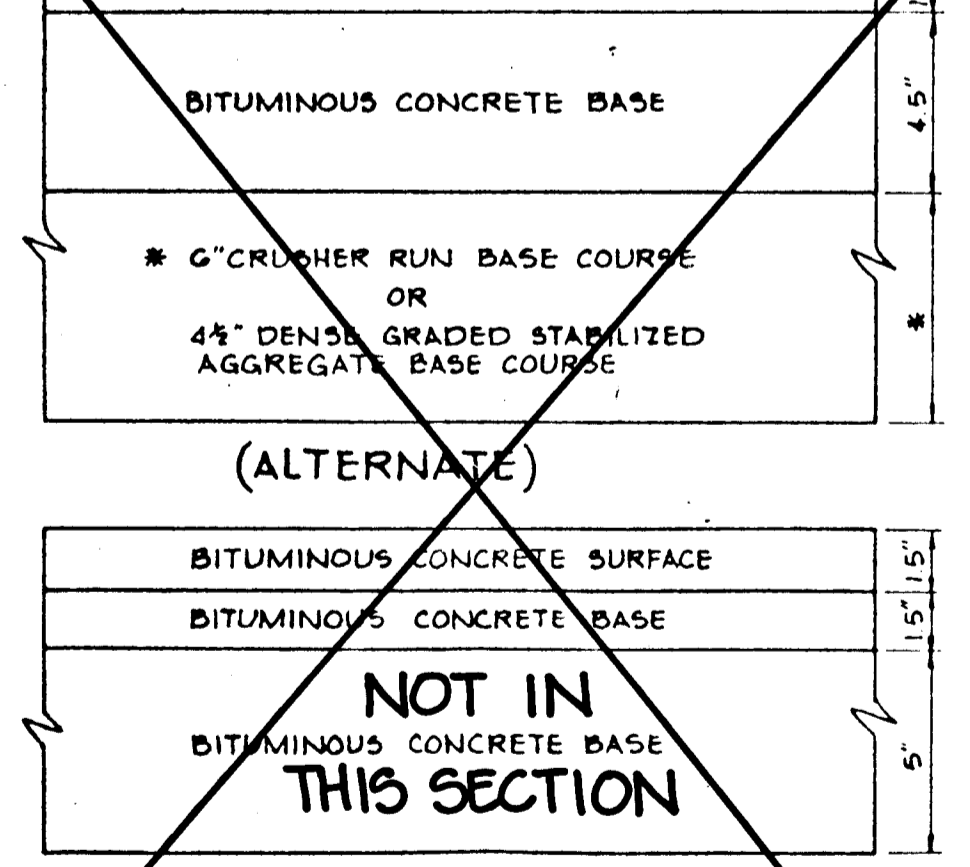 BITUMINOUS CONCRETE BASE
4.5"
* 6" CRUSHER RUN BASE COURSE
OR
4½" DENSE GRADED STABILIZED
AGGREGATE BASE COURSE
*
(ALTERNATE)
BITUMINOUS CONCRETE SURFACE
1.5"
BITUMINOUS CONCRETE BASE
1.5"
NOT IN
BITUMINOUS CONCRETE BASE
THIS SECTION
5"